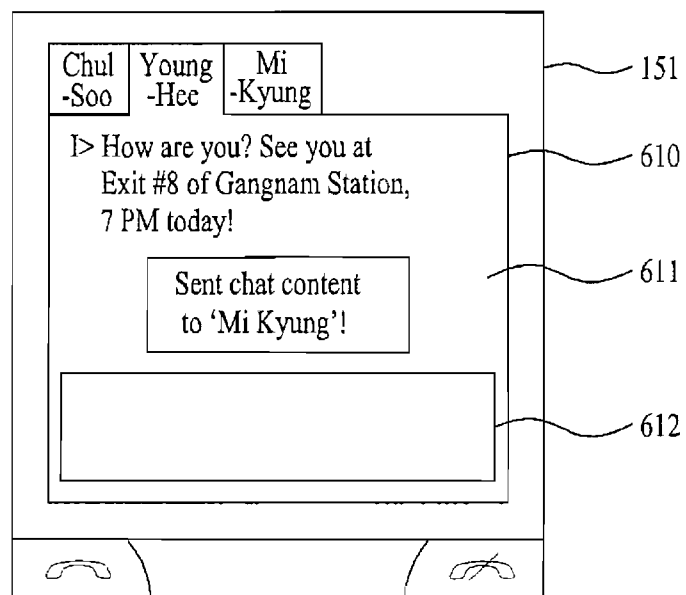 Chul
-Soo
Young
-Hee
Mi
-Kyung
151
I> How are you? See you at
Exit #8 of Gangnam Station,
7 PM today!
610
Sent chat content
to ‘Mi Kyung’!
611
612